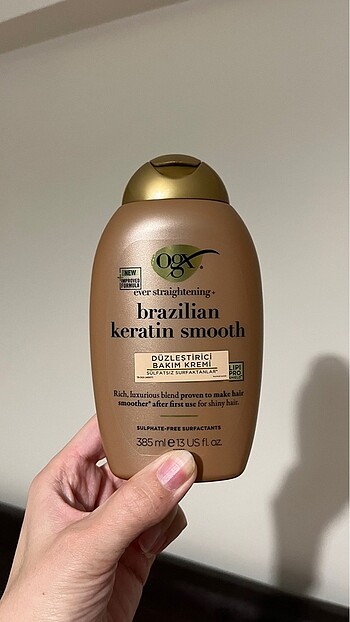 ogx
NEW
IMPROVED
FORMULA
ever straightening+
brazilian
keratin smooth
DÜZLEŞTİRİCİ
BAKIM KREMİ
SÜLFATSIZ SURFAKTANLAR*
LIPI
PRO
Rich, luxurious blend proven to make hair
smoother* after first use for shiny hair.
SULPHATE-FREE SURFACTANTS
385 ml e 13 US fl. oz.